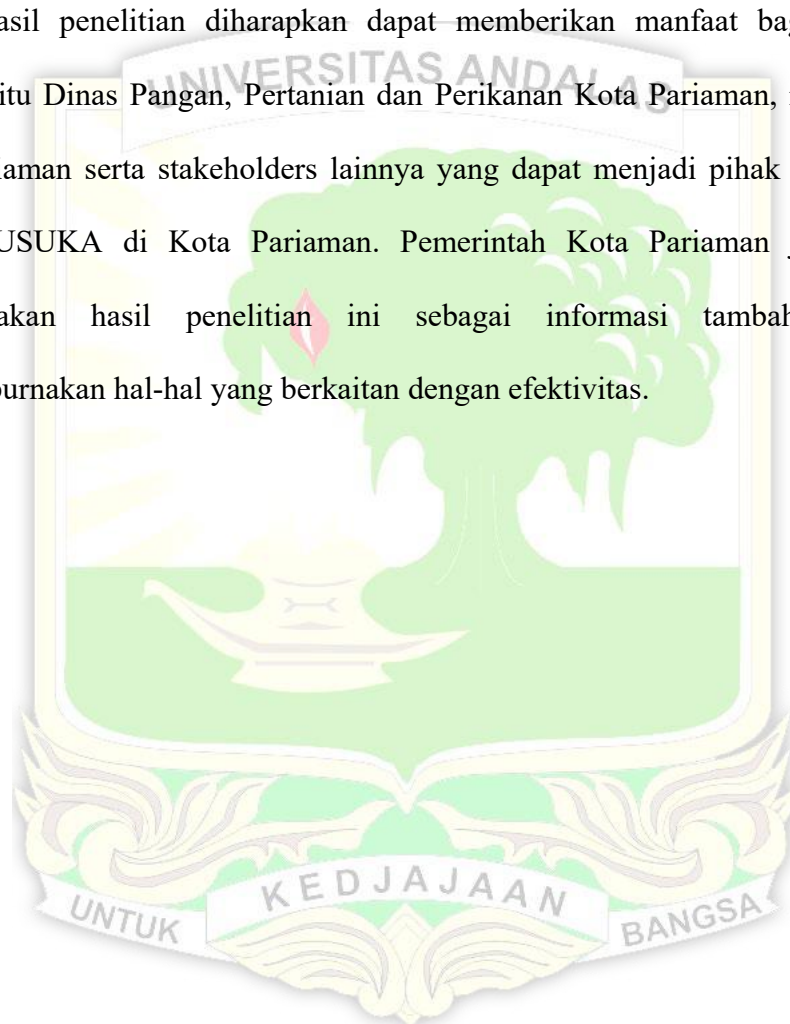 asil penelitian diharapkan dapat memberikan manfaat bag
UNIVERSITAS ANDALAS
itu Dinas Pangan, Pertanian dan Perikanan Kota Pariaman,
iaman serta stakeholders lainnya yang dapat menjadi pihak
USUKA di Kota Pariaman. Pemerintah Kota Pariaman
akan hasil penelitian ini sebagai informasi tambah
purnakan hal-hal yang berkaitan dengan efektivitas.
UNTUK KEDJAJAAN BANGSA